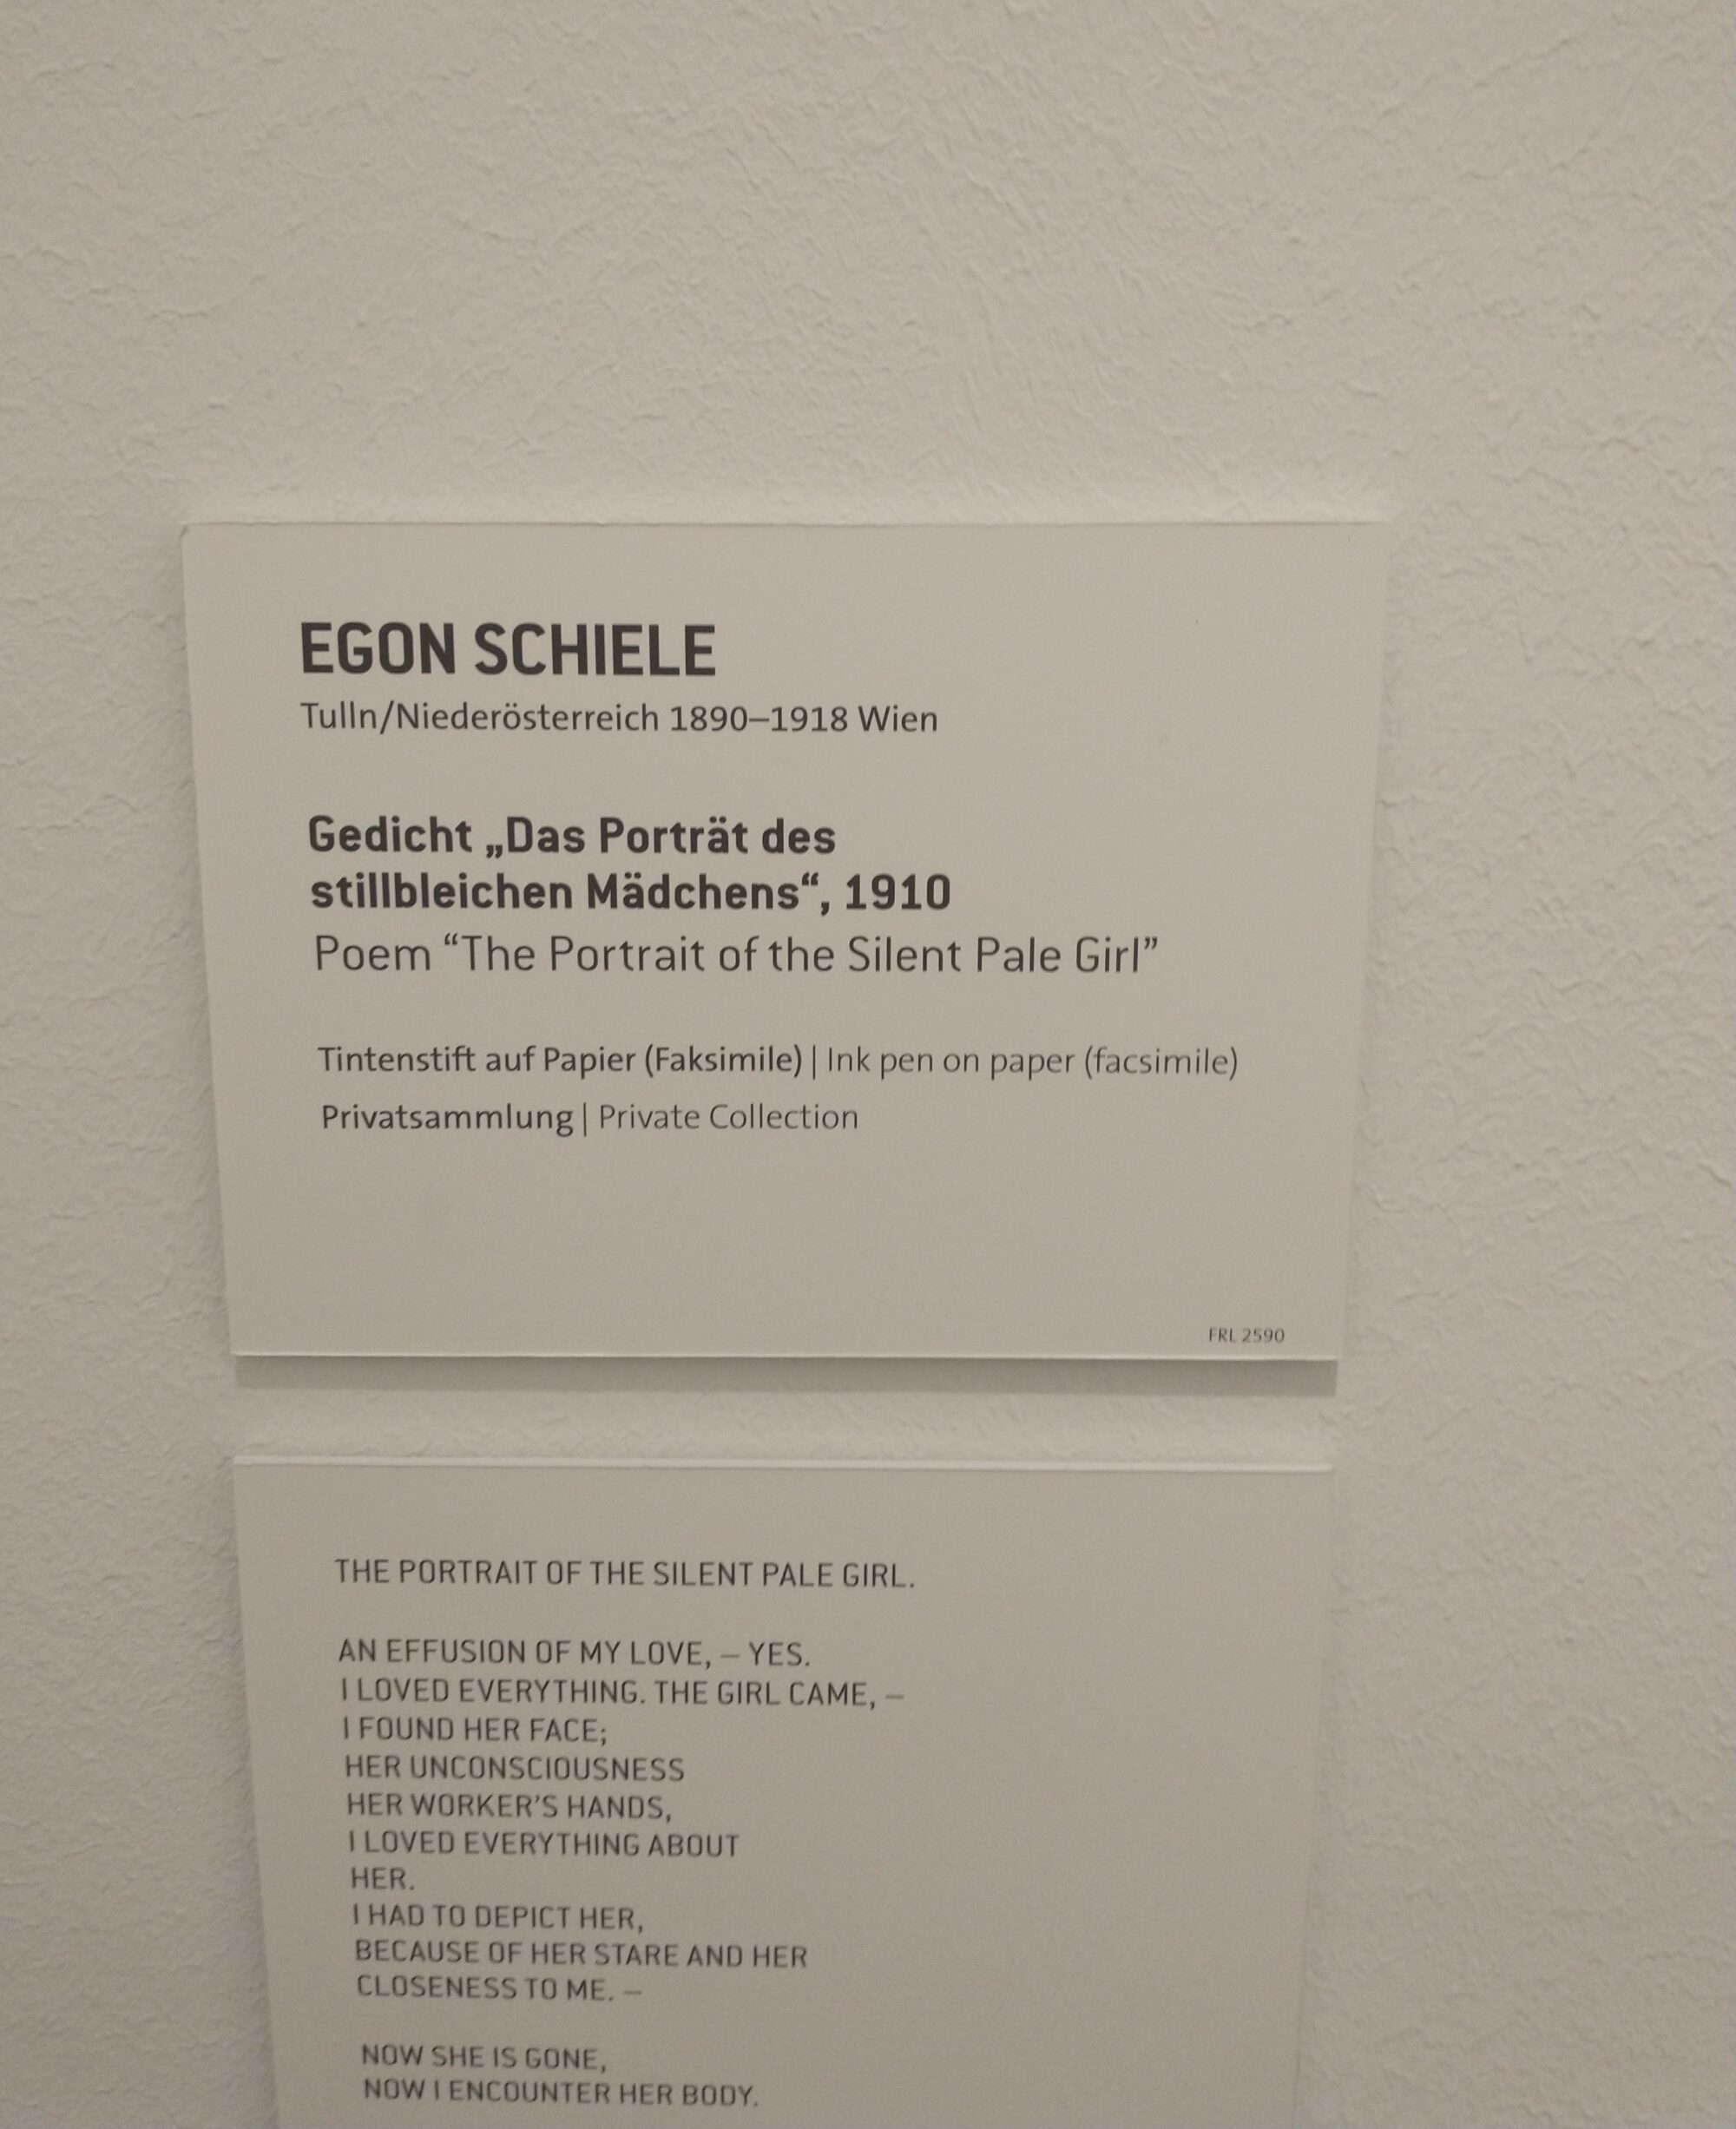 EGON SCHIELE
Tulln/Niederösterreich 1890–1918 Wien
Gedicht „Das Porträt des
stillbleichen Mädchens“, 1910
Poem “The Portrait of the Silent Pale Girl”
Tintenstift auf Papier (Faksimile) | Ink pen on paper (facsimile)
Privatsammlung | Private Collection
FRL 2590
THE PORTRAIT OF THE SILENT PALE GIRL.
AN EFFUSION OF MY LOVE, – YES.
I LOVED EVERYTHING. THE GIRL CAME, –
I FOUND HER FACE;
HER UNCONSCIOUSNESS
HER WORKER’S HANDS,
I LOVED EVERYTHING ABOUT
HER.
I HAD TO DEPICT HER,
BECAUSE OF HER STARE AND HER
CLOSENESS TO ME. –
NOW SHE IS GONE,
NOW I ENCOUNTER HER BODY.